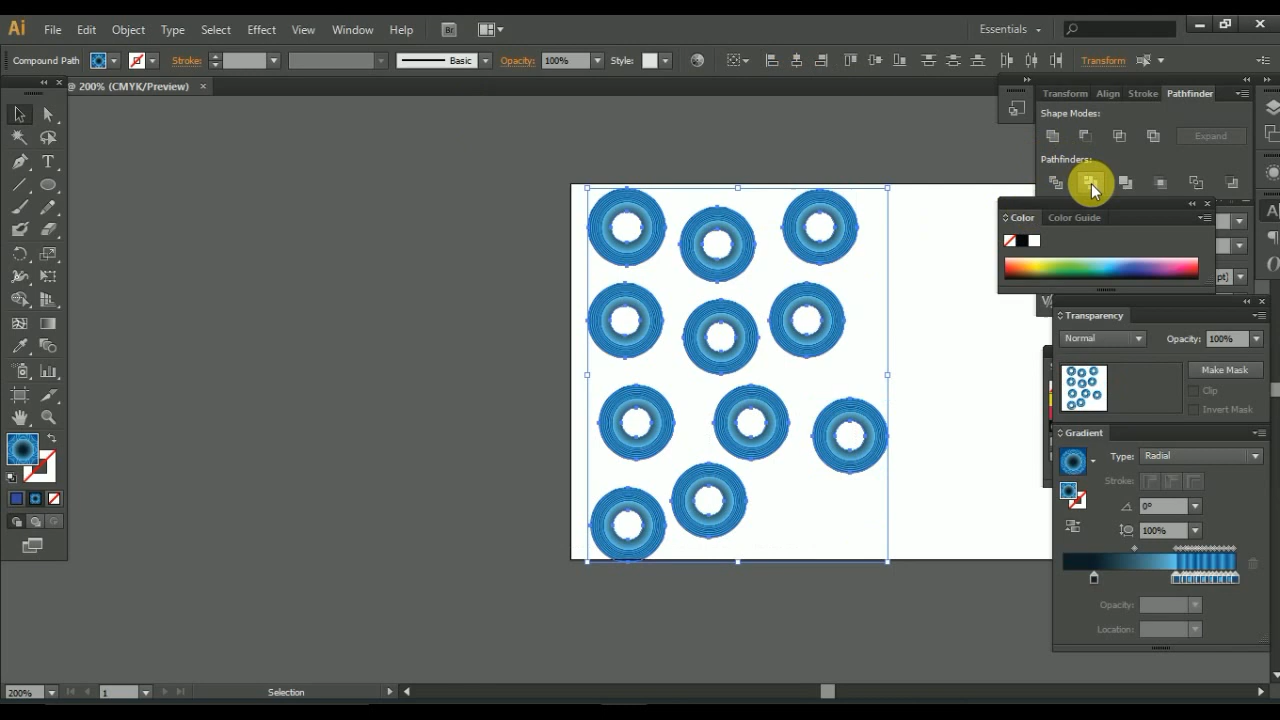 Ai File Edit Object Type Select Effect View Window Help Br Essentials
Compound Path Stroke: Basic Opacity: 100% Style: Transform
@ 200% (CMYK/Preview) ×
Transform Align Stroke Pathfinder
Shape Modes:
Expand
Pathfinders:
Color Color Guide
pt)
Transparency
Normal Opacity: 100%
Make Mask
Clip
Invert Mask
Gradient
Type: Radial
Stroke:
0°
100%
Opacity:
Location:
200% 1 Selection